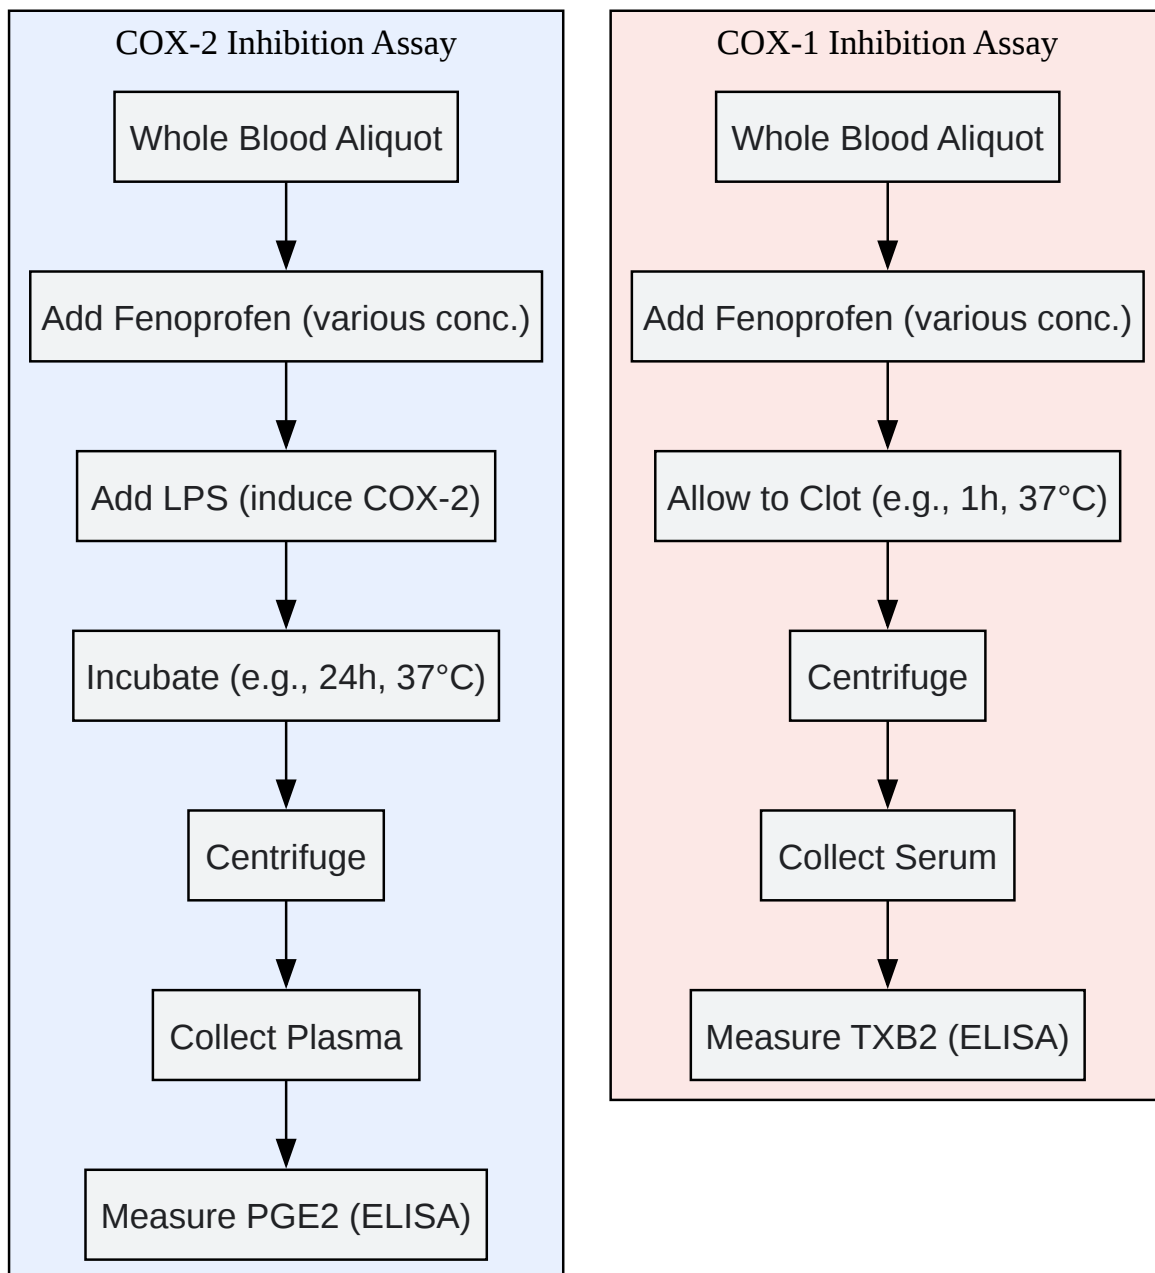 COX-2 Inhibition Assay
Whole Blood Aliquot
Add Fenoprofen (various conc.)
Add LPS (induce COX-2)
Incubate (e.g., 24h, 37°C)
Centrifuge
Collect Plasma
Measure PGE2 (ELISA)
COX-1 Inhibition Assay
Whole Blood Aliquot
Add Fenoprofen (various conc.)
Allow to Clot (e.g., 1h, 37°C)
Centrifuge
Collect Serum
Measure TXB2 (ELISA)